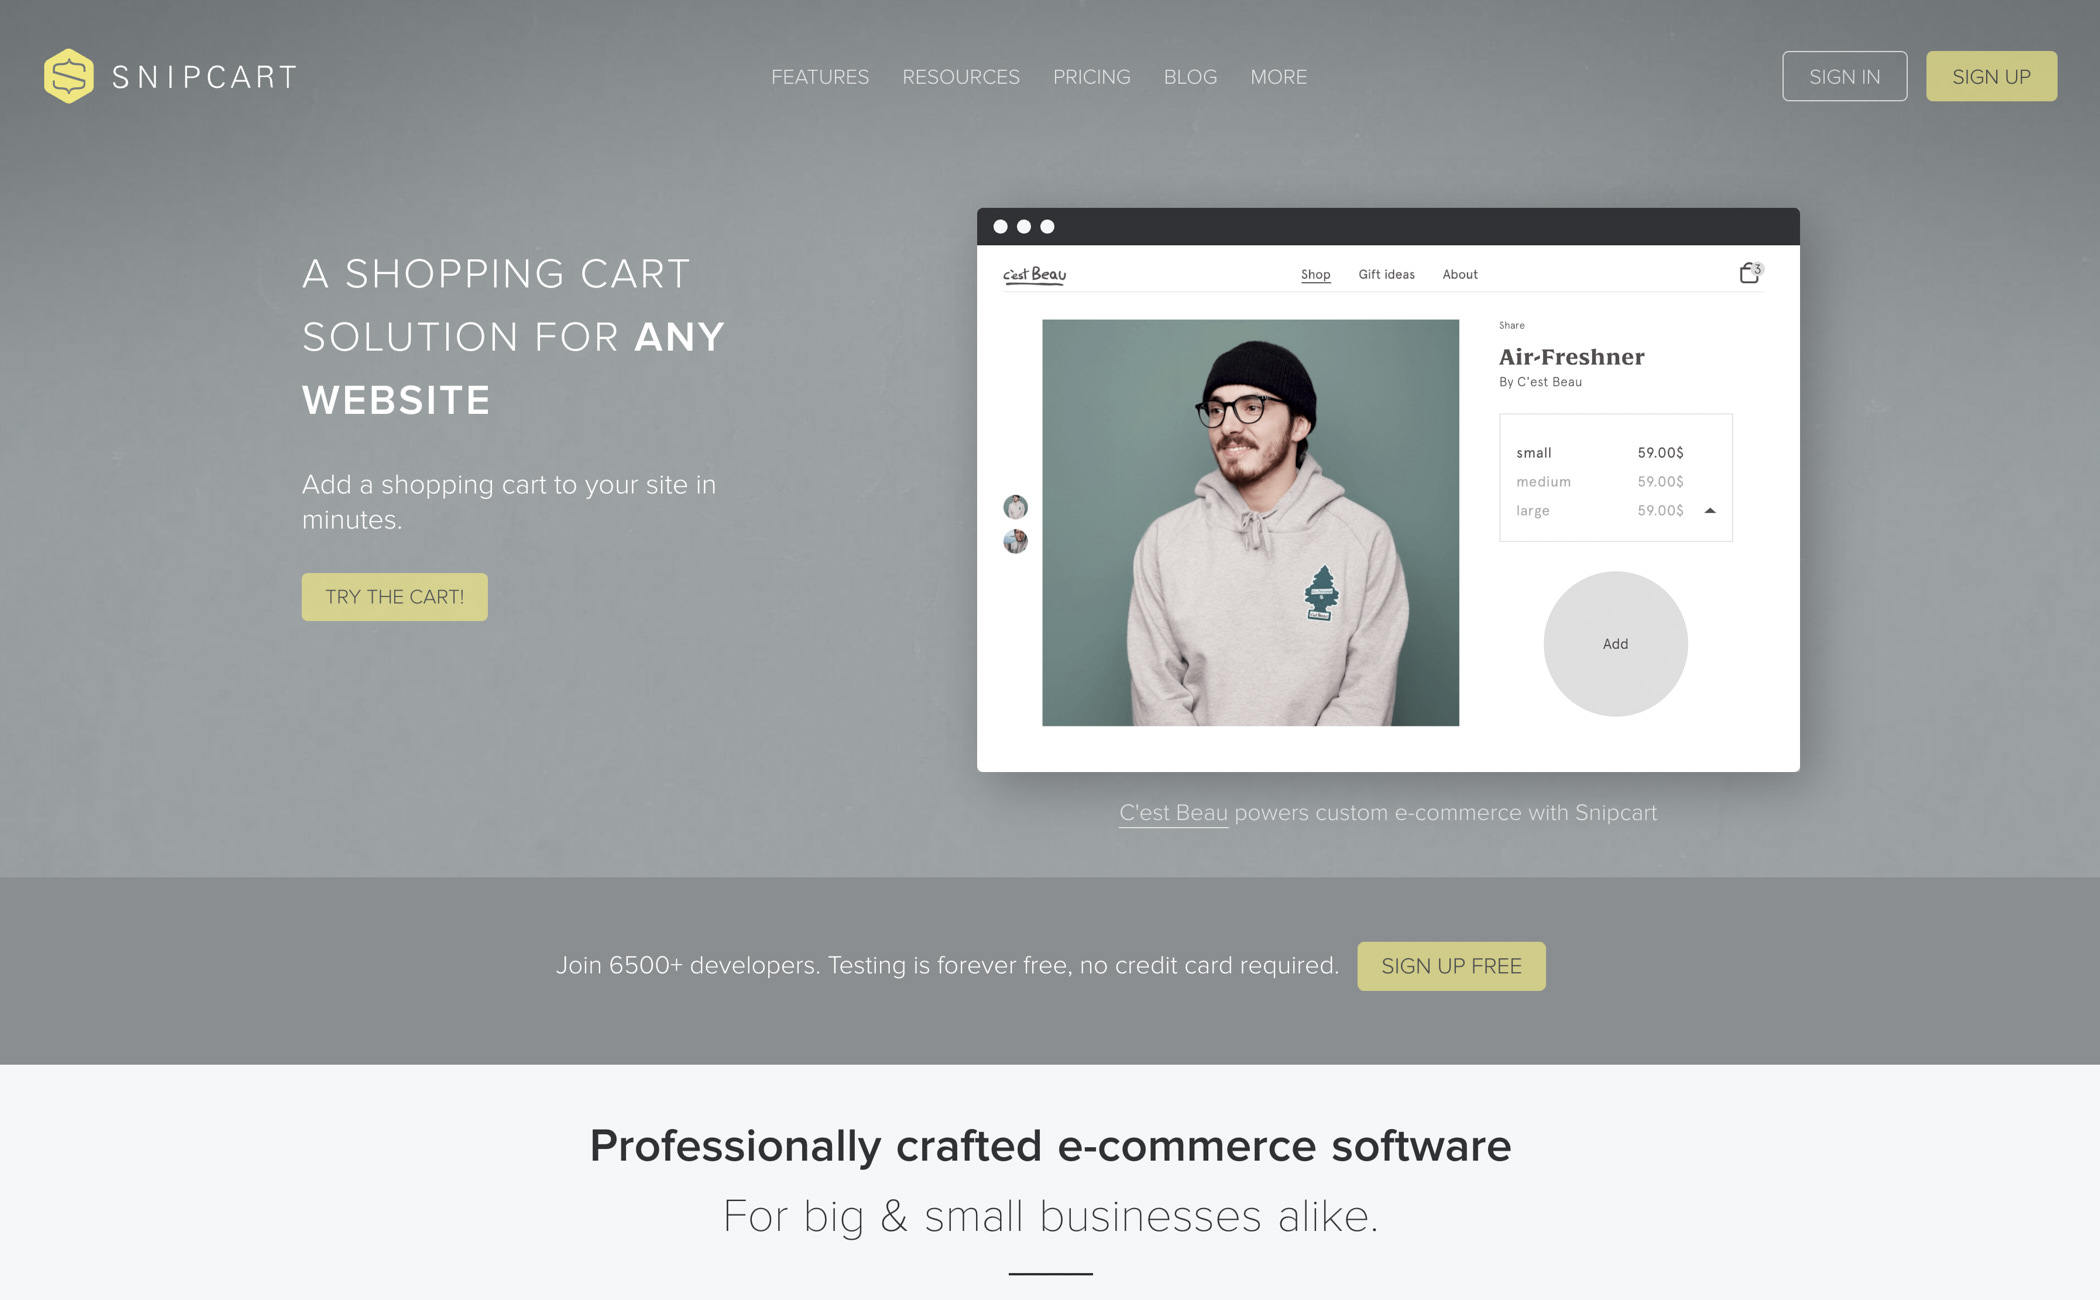 SNIPCART
FEATURES RESOURCES PRICING BLOG MORE
SIGN IN SIGN UP
A SHOPPING CART
SOLUTION FOR ANY
WEBSITE
Add a shopping cart to your site in
minutes.
TRY THE CART!
c'est Beau
Shop Gift ideas About
3
Share
Air-Freshner
By C'est Beau
small 59.00$
medium 59.00$
large 59.00$
Add
C'est Beau powers custom e-commerce with Snipcart
Join 6500+ developers. Testing is forever free, no credit card required. SIGN UP FREE
Professionally crafted e-commerce software
For big & small businesses alike.